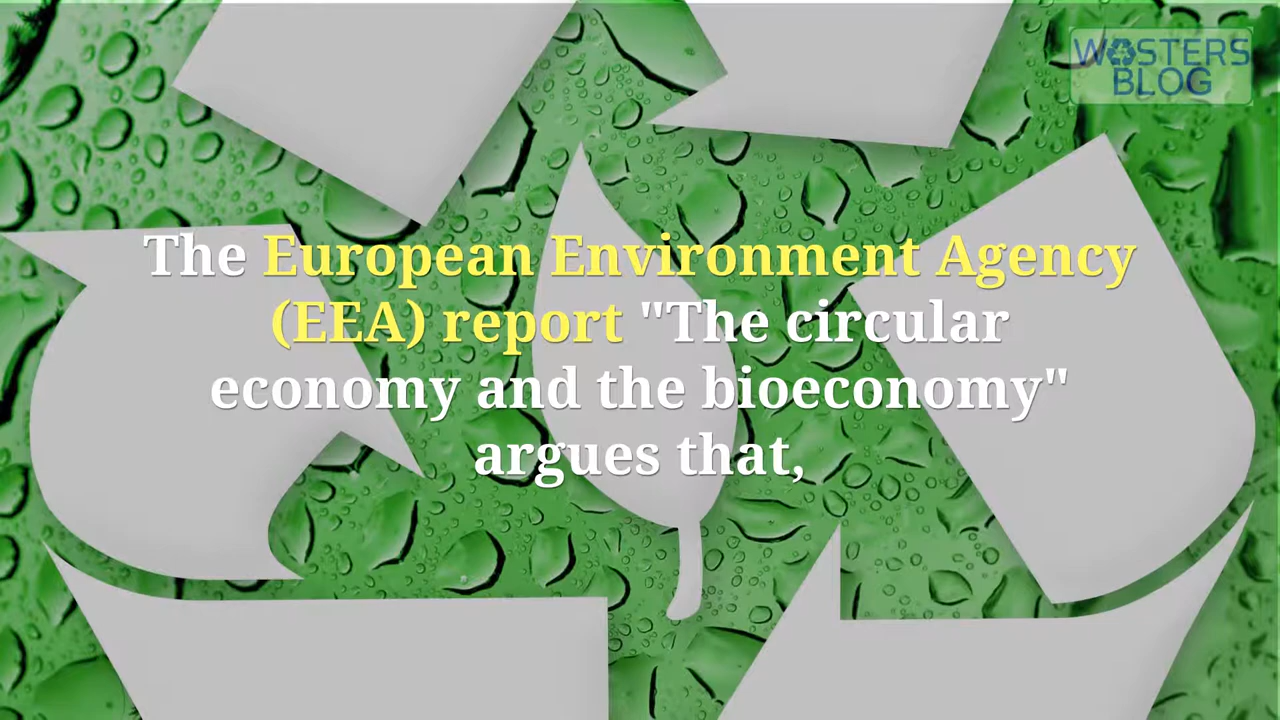 WASTERS
BLOG
The European Environment Agency
(EEA) report "The circular
economy and the bioeconomy"
argues that,